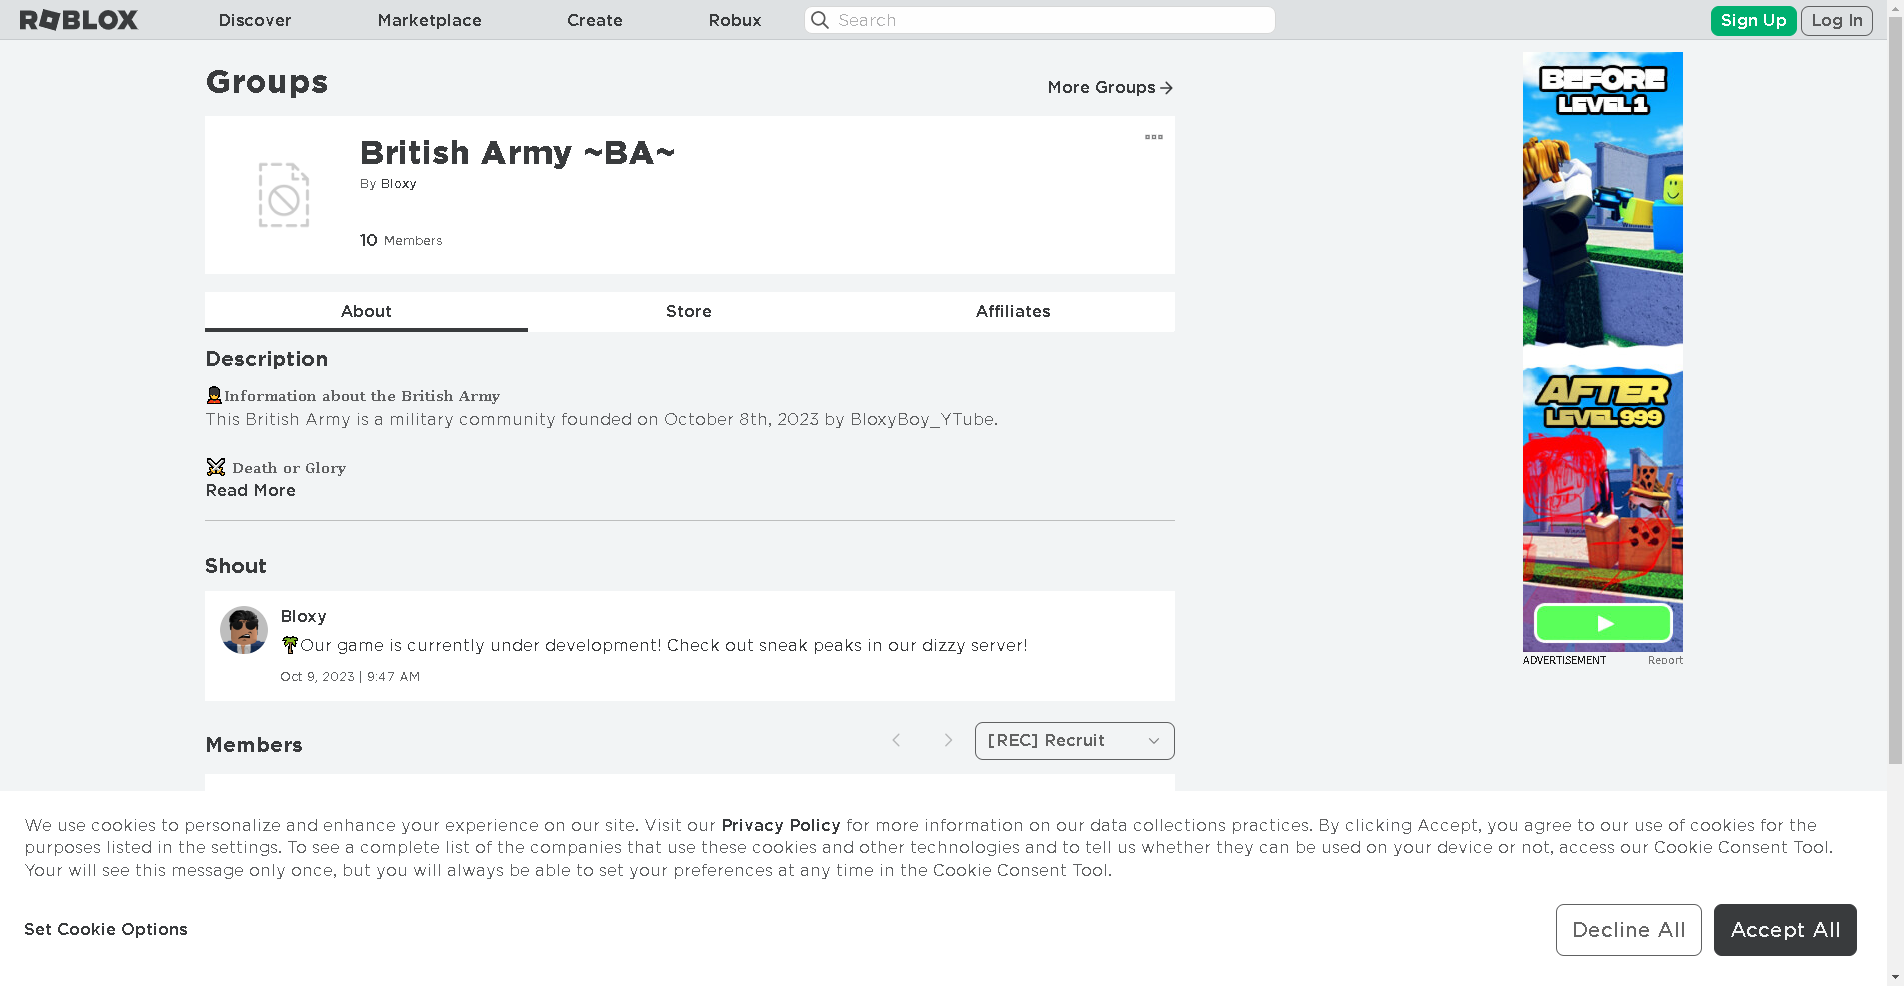 ROBLOX
Discover
Marketplace
Create
Robux
Search
Sign Up
Log In
Groups
More Groups
British Army ~BA~
By Bloxy
10 Members
About
Store
Affiliates
Description
Information about the British Army
This British Army is a military community founded on October 8th, 2023 by BloxyBoy_YTube.
Death or Glory
Read More
Shout
Bloxy
Our game is currently under development! Check out sneak peaks in our dizzy server!
Oct 9, 2023 | 9:47 AM
Members
[REC] Recruit
BEFORE
LEVEL 1
AFTER
LEVEL 999
ADVERTISEMENT
Report
We use cookies to personalize and enhance your experience on our site. Visit our Privacy Policy for more information on our data collections practices. By clicking Accept, you agree to our use of cookies for the
purposes listed in the settings. To see a complete list of the companies that use these cookies and other technologies and to tell us whether they can be used on your device or not, access our Cookie Consent Tool.
Your will see this message only once, but you will always be able to set your preferences at any time in the Cookie Consent Tool.
Set Cookie Options
Decline All
Accept All